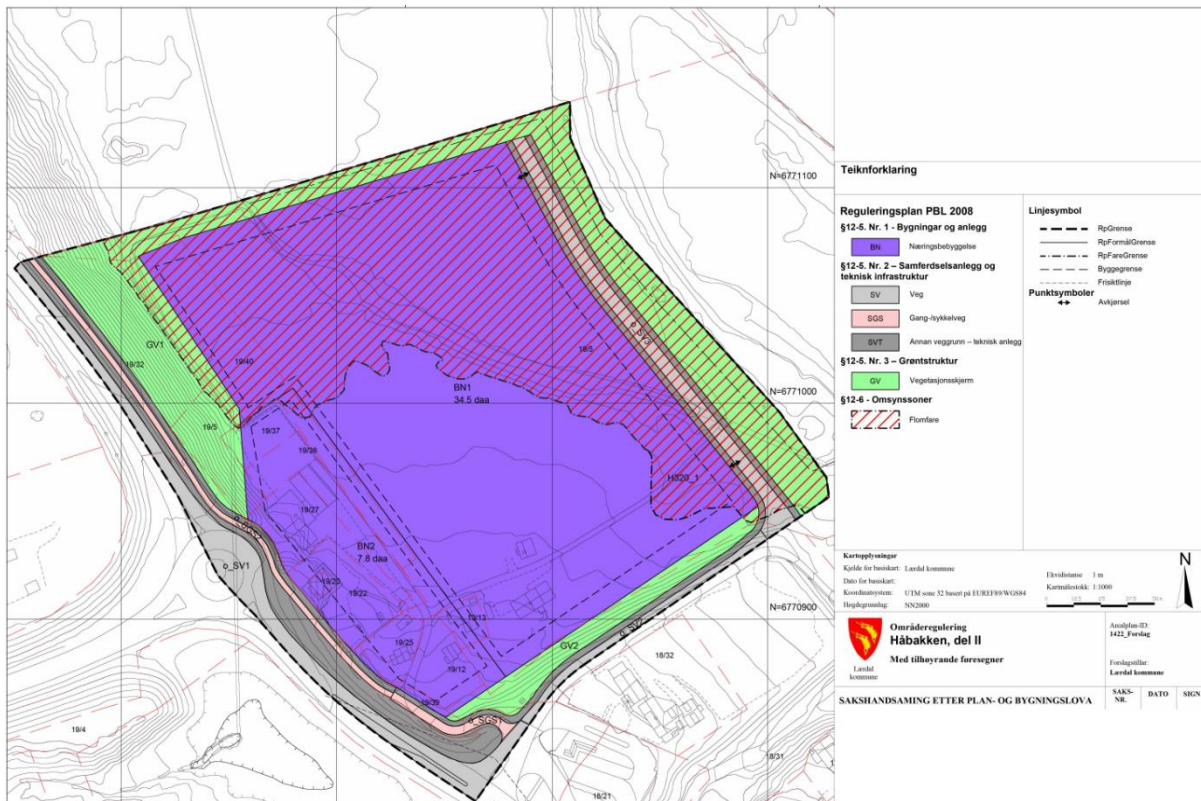 N=6771100
GV1
19/32
19/40
18/5
o_SV3
N=6771000
BN1
34.5 daa
19/5
19/37
19/38
H320_1
19/27
o_SV1
BN2
7.8 daa
19/22
19/13
N=6770900
o_SV2
19/25
GV2
18/32
19/12
19/39
o_SGS1
19/4
18/31
18/21
Teiknforklaring
Reguleringsplan PBL 2008
§12-5. Nr. 1 - Bygningar og anlegg
BN Næringsbebyggelse
§12-5. Nr. 2 – Samferdselsanlegg og
teknisk infrastruktur
SV Veg
SGS Gang-/sykkelveg
SVT Annan veggrunn – teknisk anlegg
§12-5. Nr. 3 – Grøntstruktur
GV Vegetasjonsskjerm
§12-6 - Omsynssoner
Flomfare
Linjesymbol
RpGrense
RpFormålGrense
RpFareGrense
Byggegrense
Frisiktlinje
Punktsymboler
Avkjørsel
Kartopplysningar
Kjelde for basiskart: Lærdal kommune
Dato for basiskart:
Koordinatsystem: UTM sone 32 basert på EUREF89/WGS84
Høgdegrunnlag: NN2000
Ekvidistanse 1 m
Kartmålestokk: 1:1000
N
Lærdal
kommune
Områderegulering
Håbakken, del II
Med tilhøyrande føresegner
Arealplan-ID:
1422_Forslag
Forslagstillar:
Lærdal kommune
SAKSHANDSAMING ETTER PLAN- OG BYGNINGSLOVA
SAKS-
NR.
DATO
SIGN